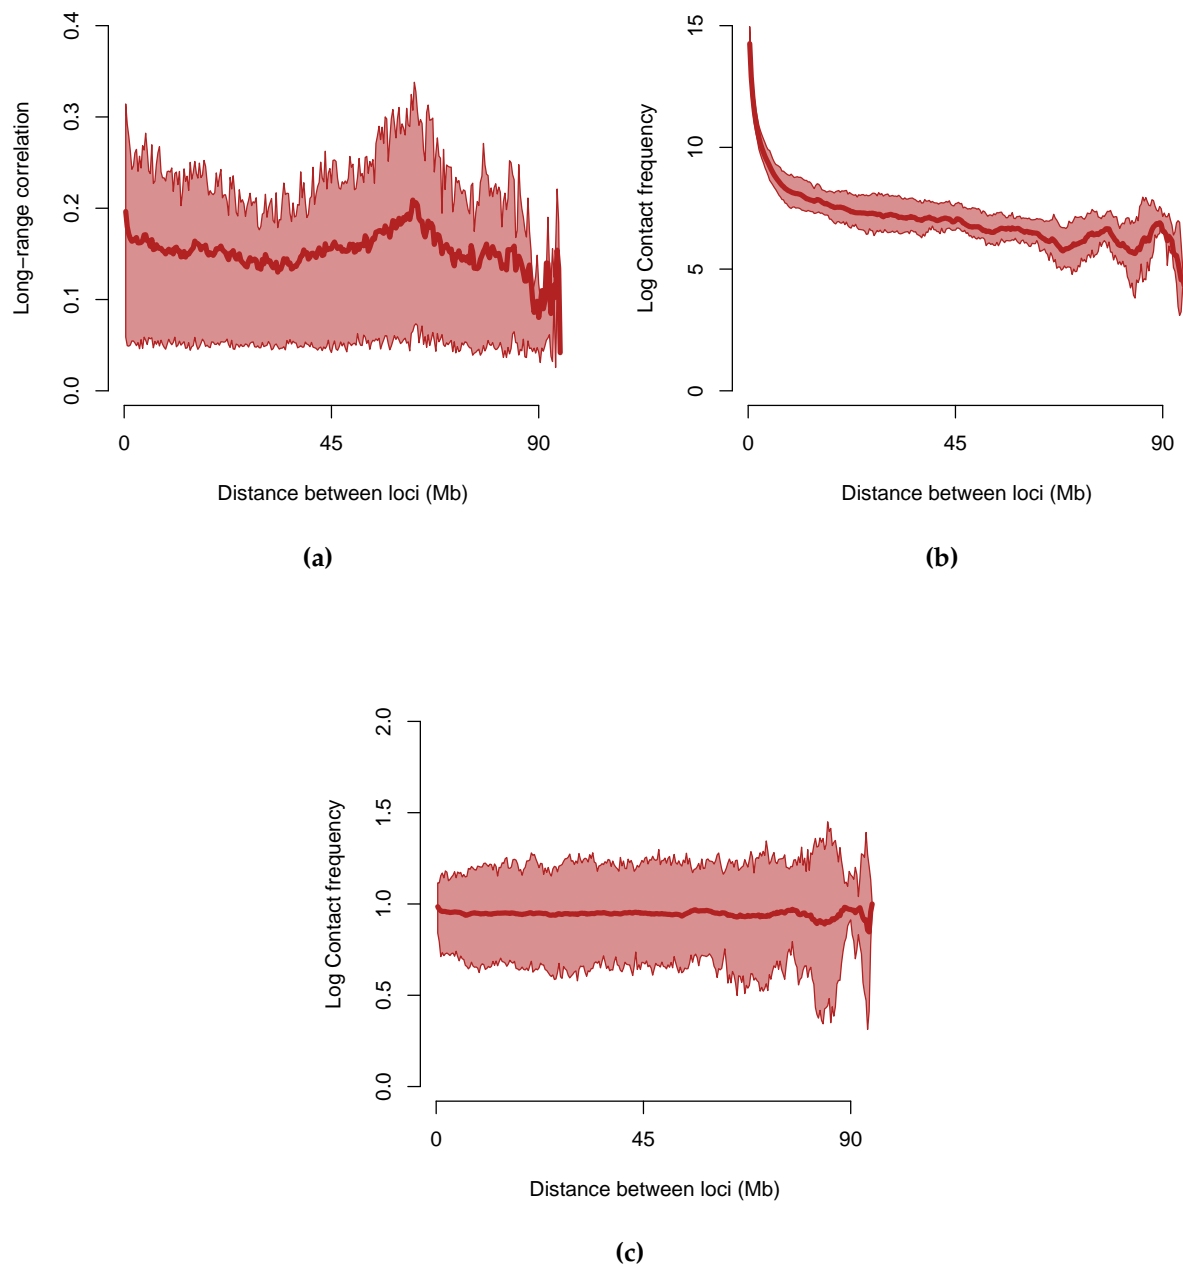 0.0
0.1
0.2
0.3
0.4
Long−range correlation
0
45
90
Distance between loci (Mb)
(a)
0
5
10
15
Log Contact frequency
0
45
90
Distance between loci (Mb)
(b)
0.0
0.5
1.0
1.5
2.0
Log Contact frequency
0
45
90
Distance between loci (Mb)
(c)